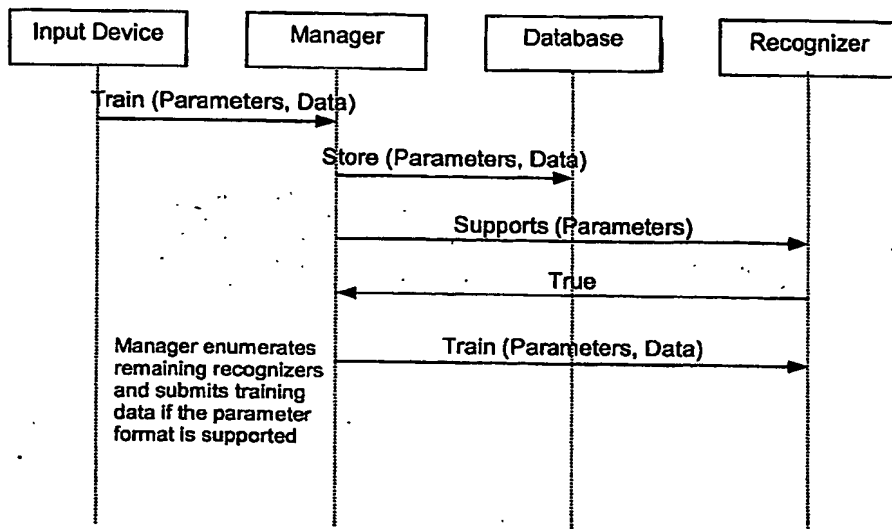 Input Device
Manager
Database
Recognizer
Train (Parameters, Data)
Store (Parameters, Data)
Supports (Parameters)
True
Train (Parameters, Data)
Manager enumerates
remaining recognizers
and submits training
data if the parameter
format is supported